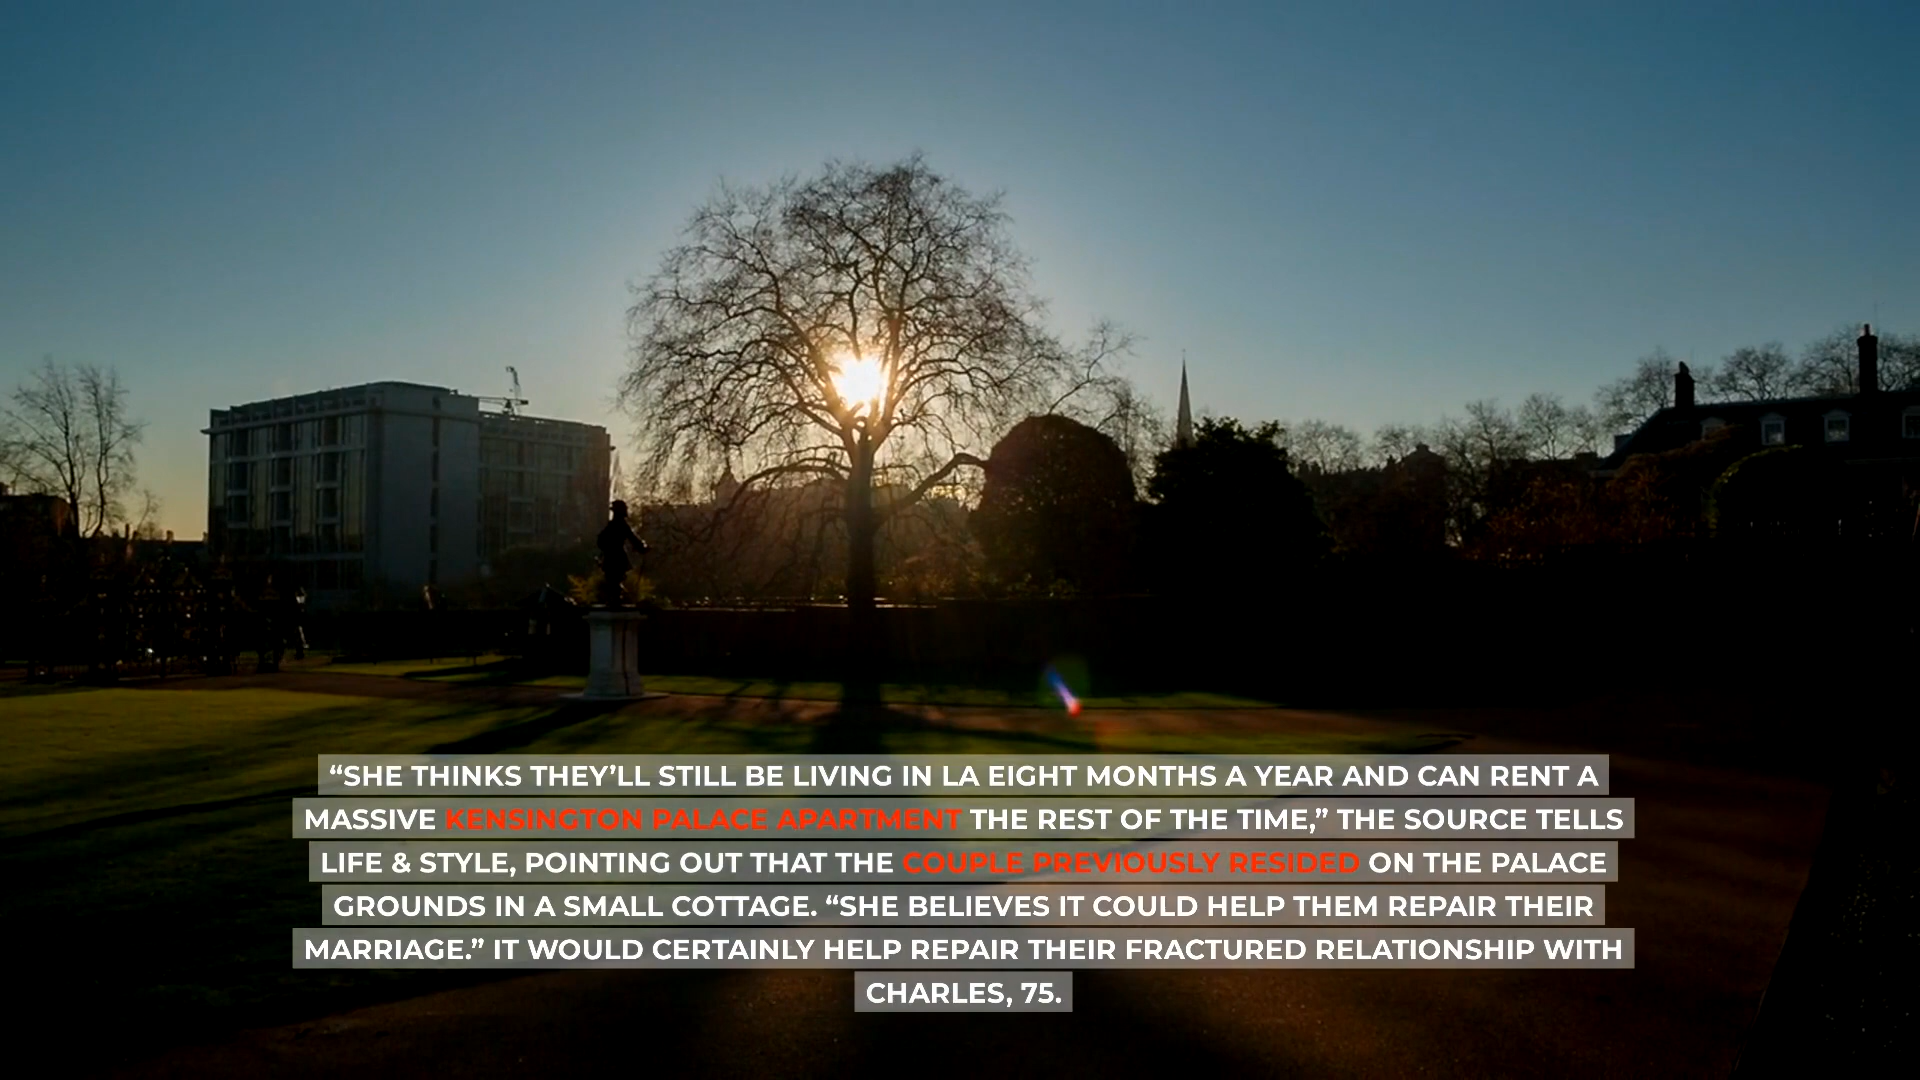 “SHE THINKS THEY’LL STILL BE LIVING IN LA EIGHT MONTHS A YEAR AND CAN RENT A
MASSIVE KENSINGTON PALACE APARTMENT THE REST OF THE TIME,” THE SOURCE TELLS
LIFE & STYLE, POINTING OUT THAT THE COUPLE PREVIOUSLY RESIDED ON THE PALACE
GROUNDS IN A SMALL COTTAGE. “SHE BELIEVES IT COULD HELP THEM REPAIR THEIR
MARRIAGE.” IT WOULD CERTAINLY HELP REPAIR THEIR FRACTURED RELATIONSHIP WITH
CHARLES, 75.